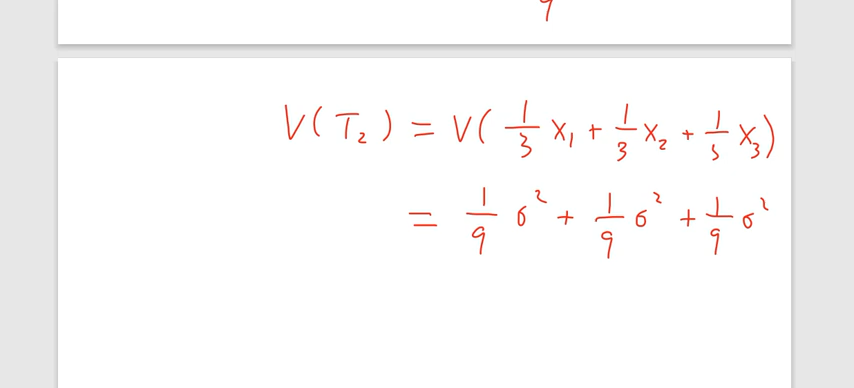 9
V(T₂) = V(1/3 X₁ + 1/3 X₂ + 1/3 X₃)
= 1/9 σ² + 1/9 σ² + 1/9 σ²